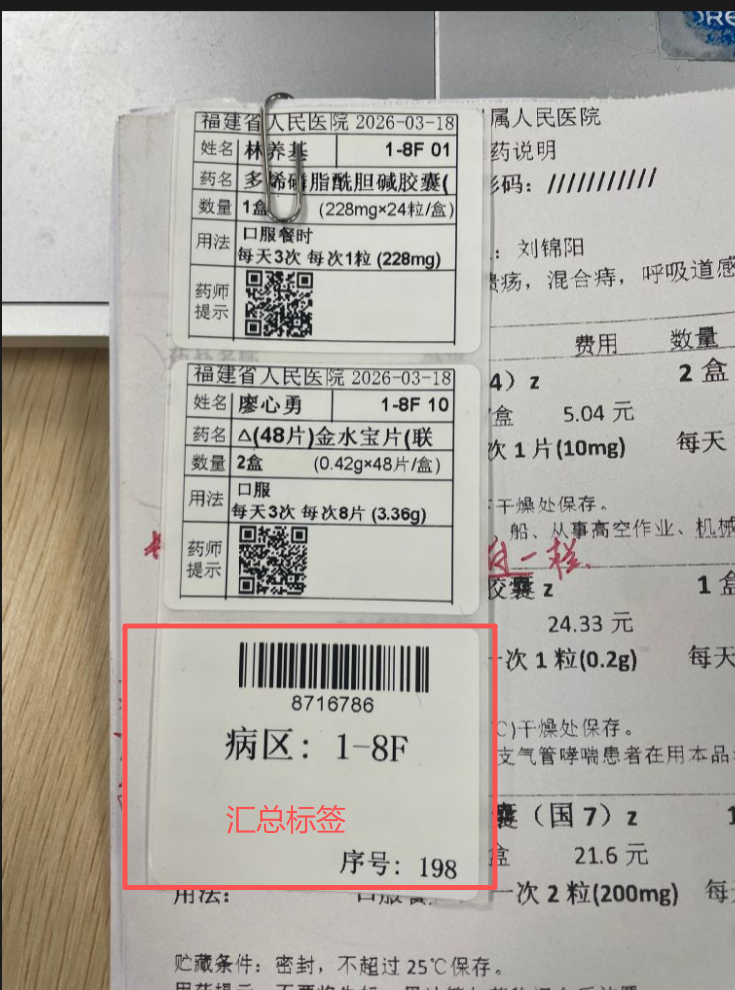 福建省人民医院 2026-03-18
姓名 林养基 1-8F 01
药名 多烯磷脂酰胆碱胶囊(
数量 1盒 (228mg×24粒/盒)
用法 口服餐时
每天3次 每次1粒 (228mg)
药师
提示
福建省人民医院 2026-03-18
姓名 廖心勇 1-8F 10
药名 △(48片)金水宝片(联
数量 2盒 (0.42g×48片/盒)
用法 口服
每天3次 每次8片 (3.36g)
药师
提示
8716786
病区：1-8F
汇总标签
序号：198
属人民医院
药说明
形码：///////////
：刘锦阳
溃疡，混合痔，呼吸道感
费用 数量
4）z 2 盒
盒 5.04 元
次 1 片(10mg) 每天
干燥处保存。
船、从事高空作业、机械
一样.
胶囊 z 1 盒
24.33 元
一次 1 粒(0.2g) 每天
C)干燥处保存。
支气管哮喘患者在用本品
囊（国 7）z 1
盒 21.6 元
用法： 一次 2 粒(200mg) 每
贮藏条件：密封，不超过 25℃保存。